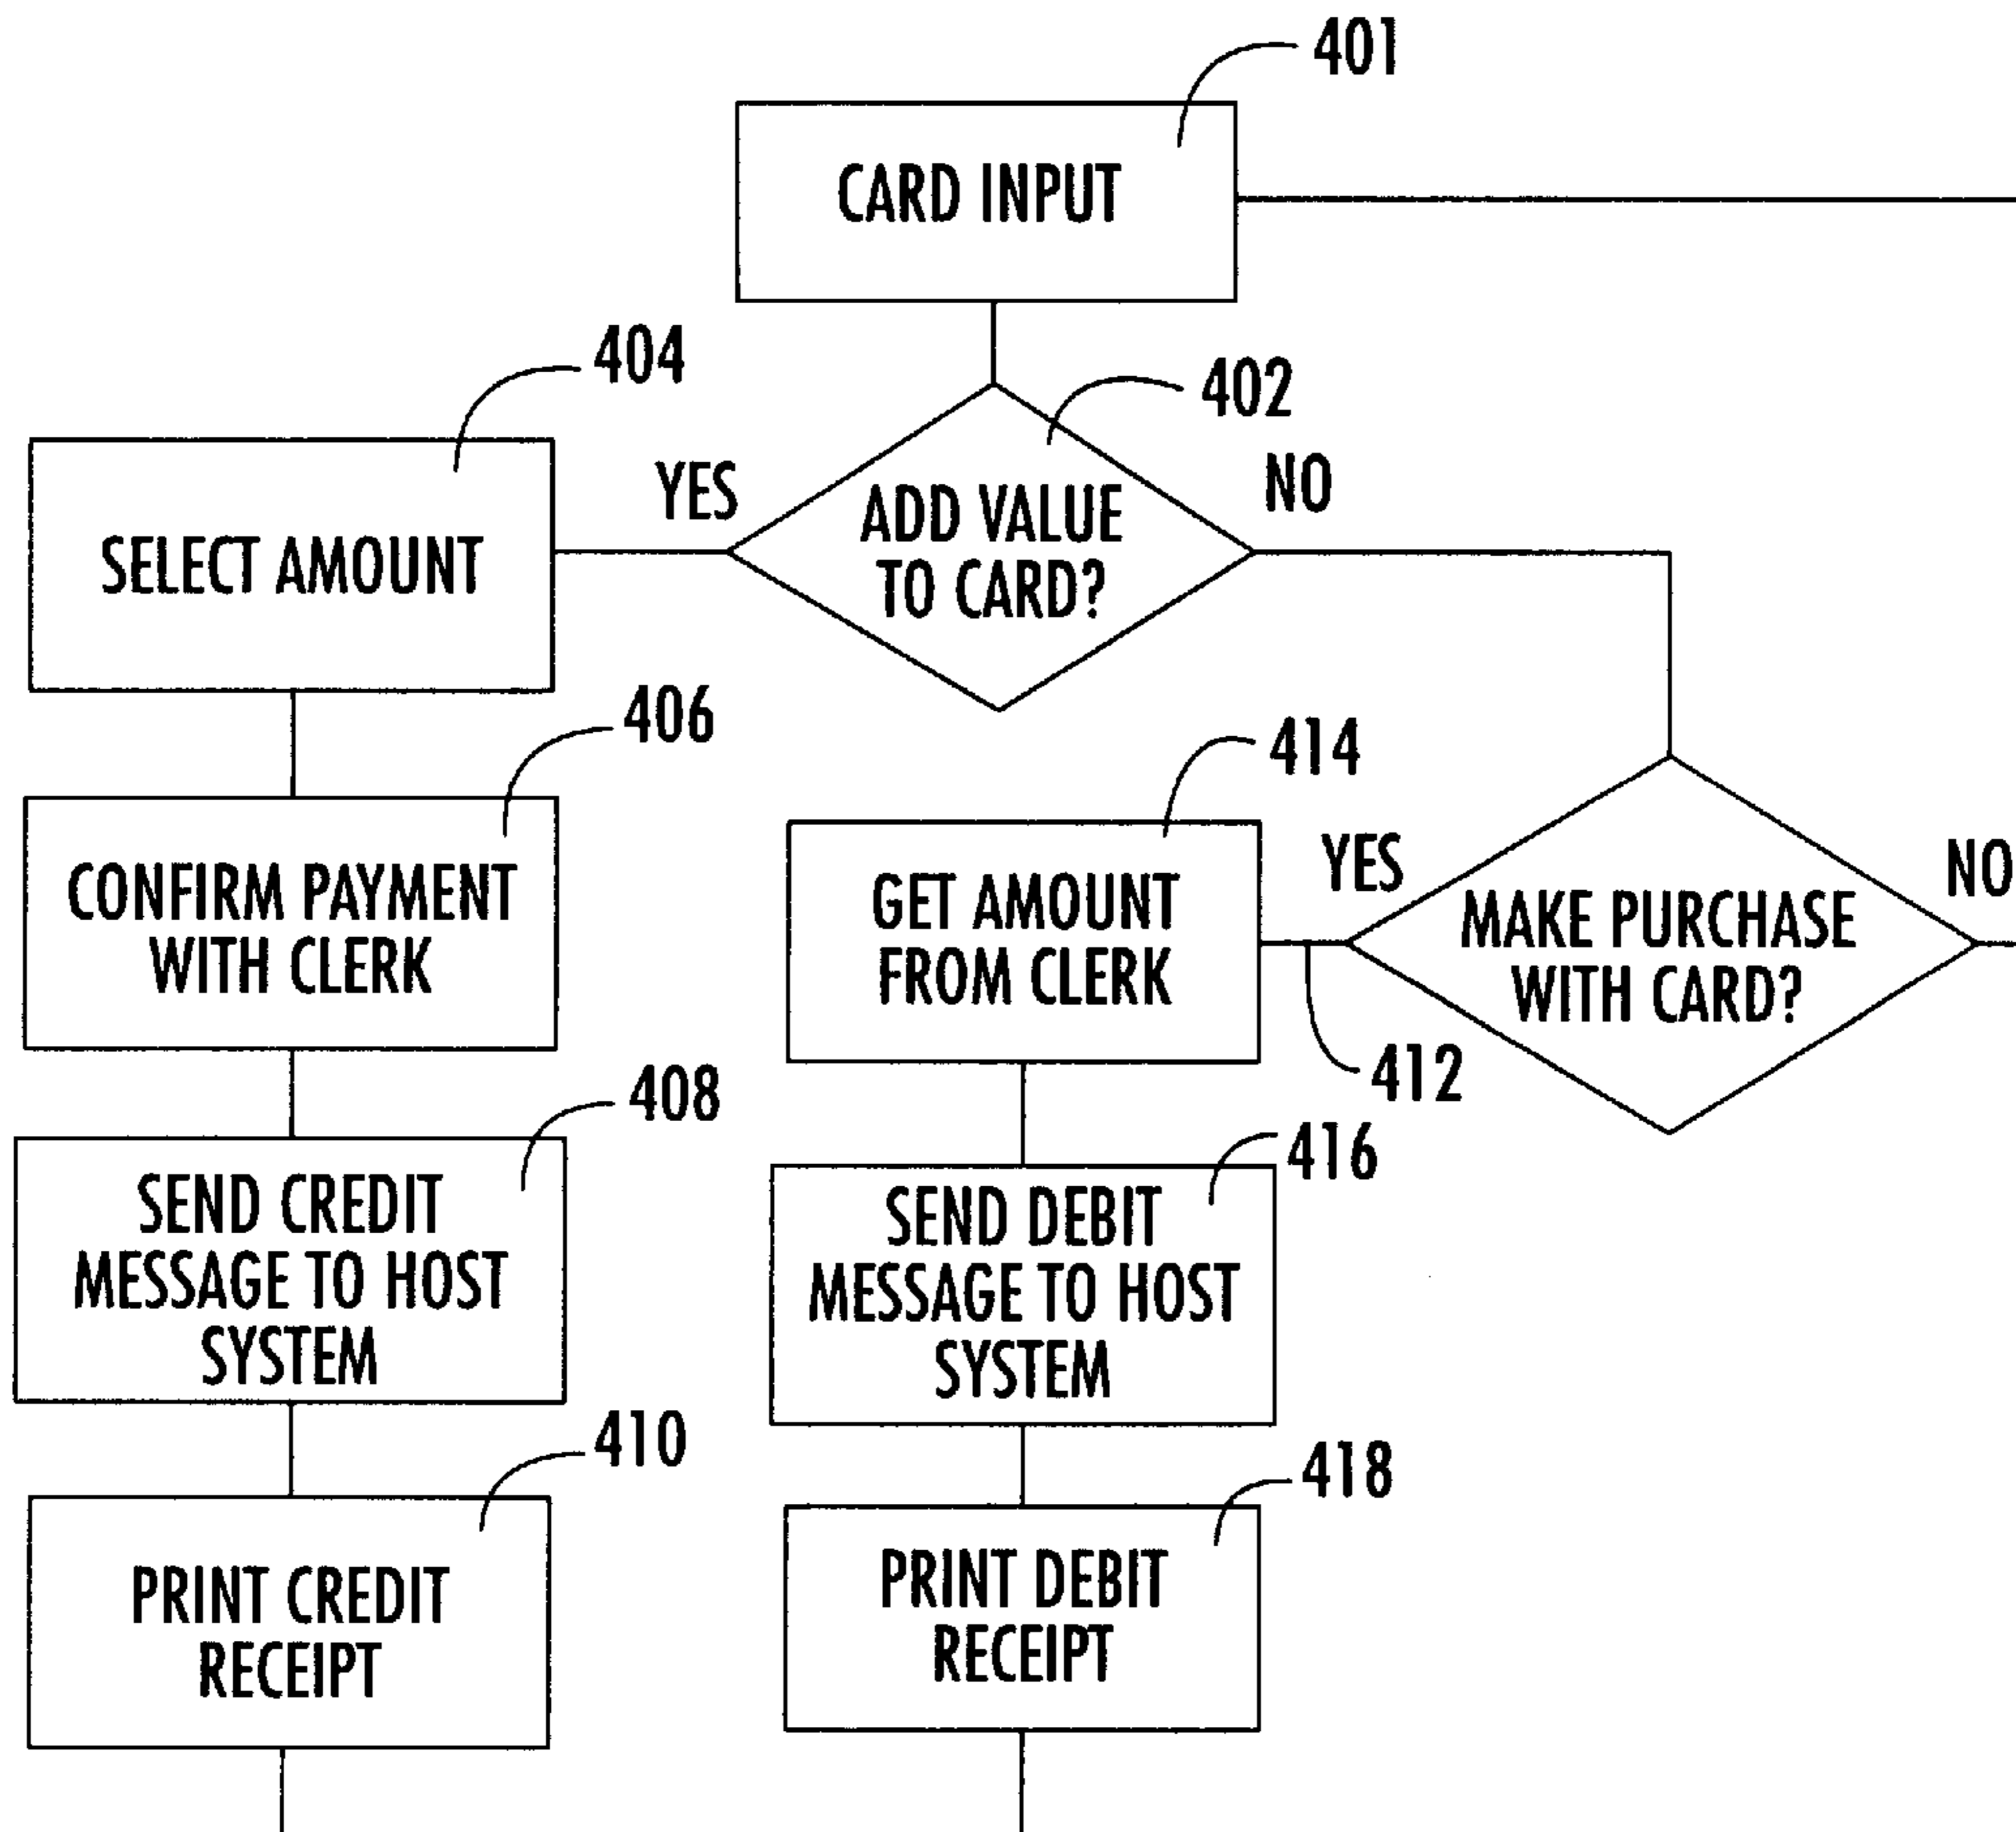 401
CARD INPUT
404
402
YES
NO
ADD VALUE
TO CARD?
SELECT AMOUNT
406
414
CONFIRM PAYMENT
WITH CLERK
GET AMOUNT
FROM CLERK
YES
NO
MAKE PURCHASE
WITH CARD?
412
408
416
SEND CREDIT
MESSAGE TO HOST
SYSTEM
SEND DEBIT
MESSAGE TO HOST
SYSTEM
410
418
PRINT CREDIT
RECEIPT
PRINT DEBIT
RECEIPT